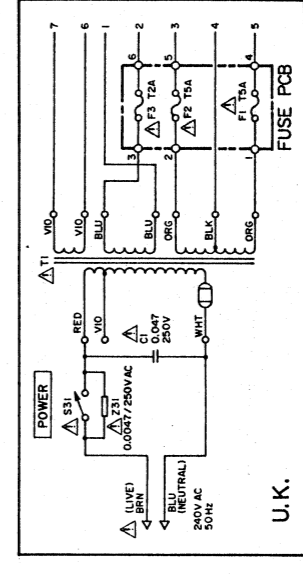 POWER
S31
Z31
0.0047/250VAC
(LIVE)
BRN
BLU
(NEUTRAL)
240V AC
50Hz
U.K.
RED
VIO
C1
0.047
250V
WHT
T1
VIO
VIO
BLU
BLU
ORG
BLK
ORG
3
2
1
F3 T2A
F2 T5A
F1 T5A
6
5
4
FUSE PCB
7
6
1
2
3
4
5